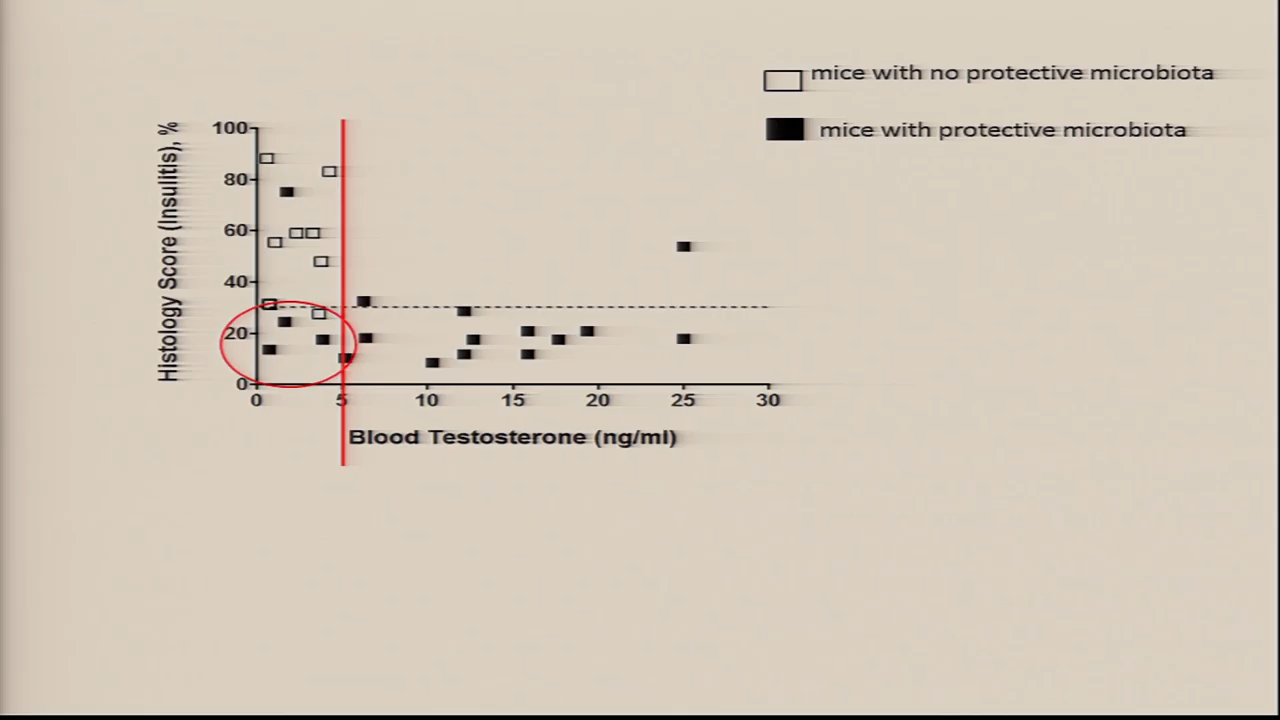 mice with no protective microbiota
mice with protective microbiota
Histology Score (Insulitis), %
100
80
60
40
20
0
0 5 10 15 20 25 30
Blood Testosterone (ng/ml)